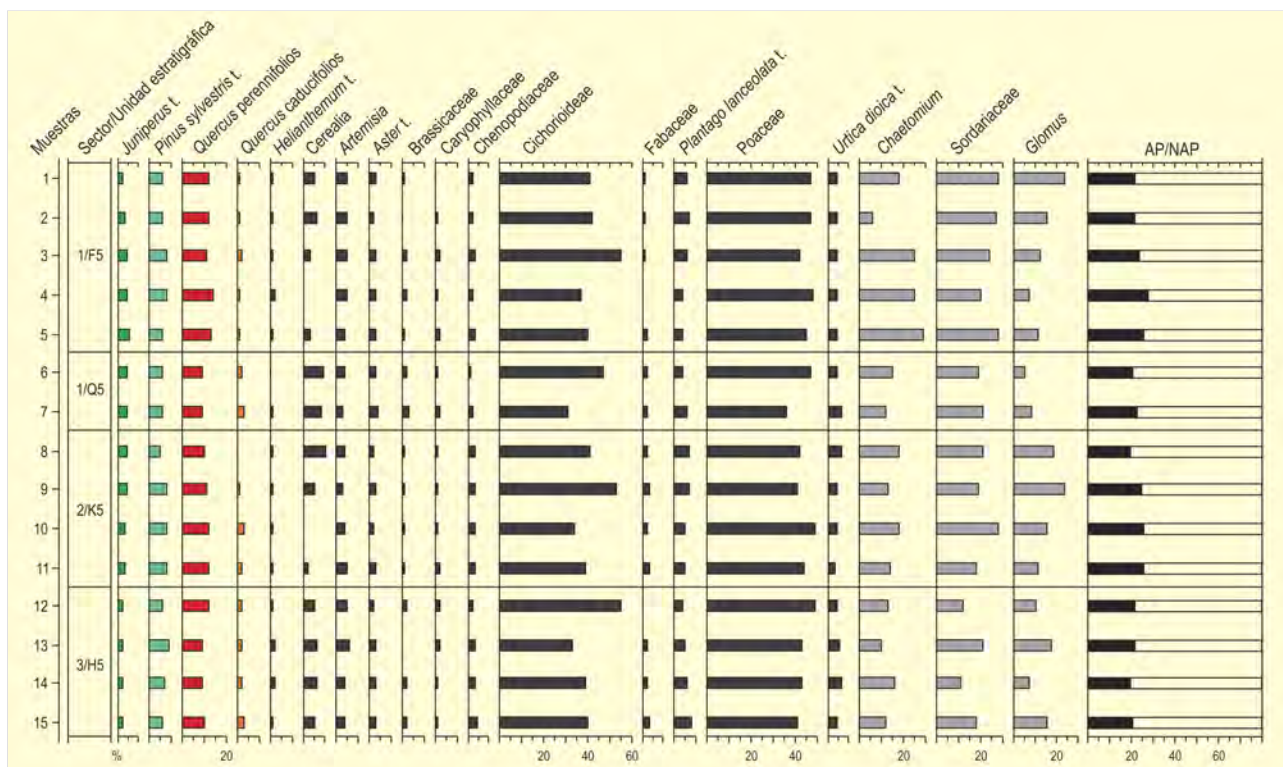 Muestras
Sector/Unidad estratigráfica
Juniperus t.
Pinus sylvestris t.
Quercus perennifolios
Quercus caducifolios
Helianthemum t.
Cerealia
Artemisia
Aster t.
Brassicaceae
Caryophyllaceae
Chenopodiaceae
Cichorioideae
Fabaceae
Plantago lanceolata t.
Poaceae
Urtica dioica t.
Chaetomium
Sordariaceae
Glomus
AP/NAP
1
2
3
1/F5
4
5
6
1/Q5
7
8
9
2/K5
10
11
12
13
3/H5
14
15
% 20 20 40 60 20 40 20 20 20 20 40 60